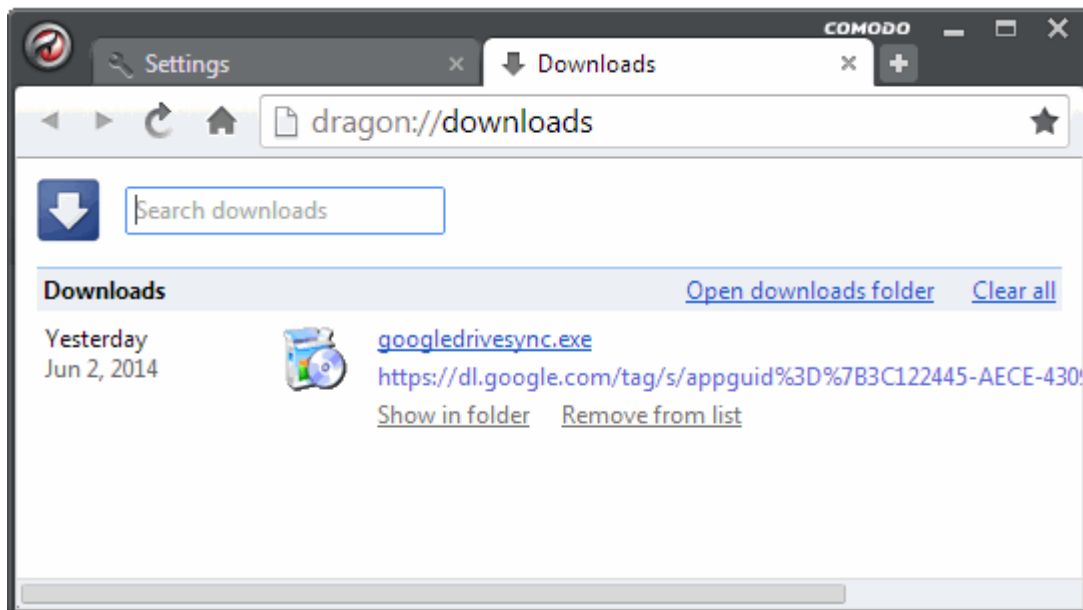 COMODO
Settings Downloads
dragon://downloads
Search downloads
Downloads Open downloads folder Clear all
Yesterday googledrivesync.exe
Jun 2, 2014 https://dl.google.com/tag/s/appguid%3D%7B3C122445-AECE-4309
Show in folder Remove from list